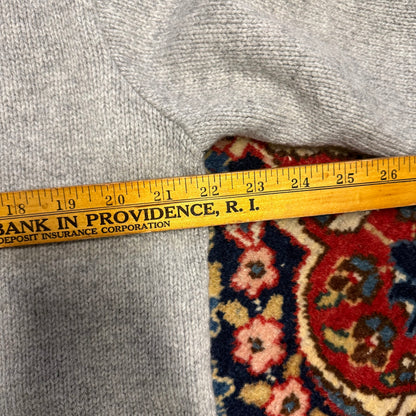 18 19 20 21 22 23 24 25 26
BANK IN PROVIDENCE, R. I.
DEPOSIT INSURANCE CORPORATION